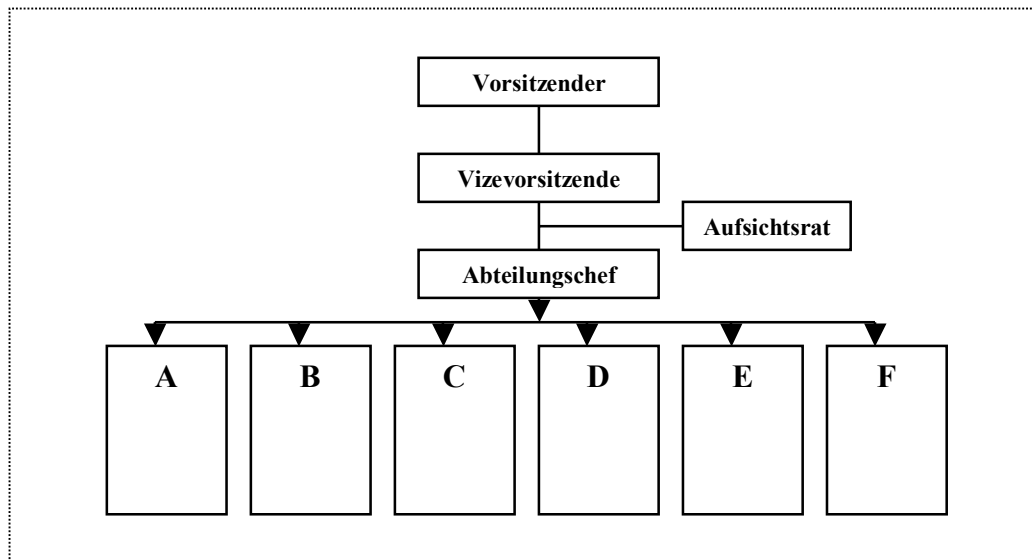 Vorsitzender
Vizevorsitzende
Aufsichtsrat
Abteilungschef
A B C D E F